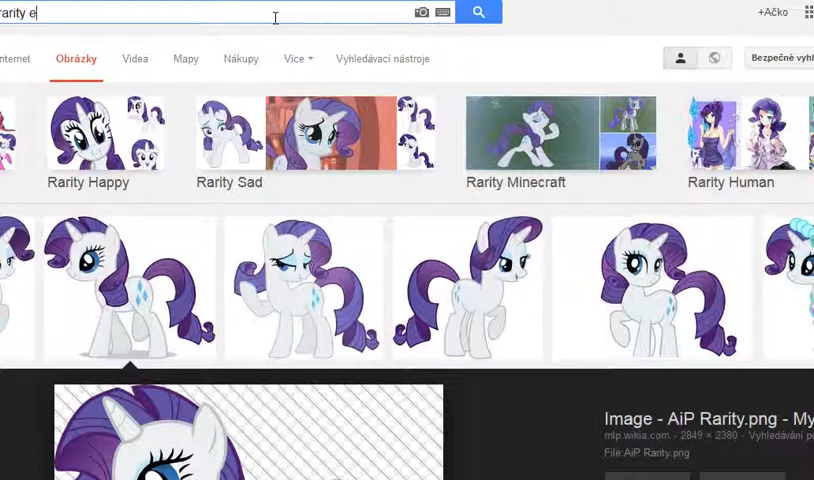 rarity e
+Ačko
nternet Obrázky Videa Mapy Nákupy Více Vyhledávací nástroje
Bezpečné vyhl
Rarity Happy Rarity Sad Rarity Minecraft Rarity Human
Image - AiP Rarity.png - My
mlp.wikia.com - 2849 × 2380 - Vyhledávání po
File:AiP Rarity.png